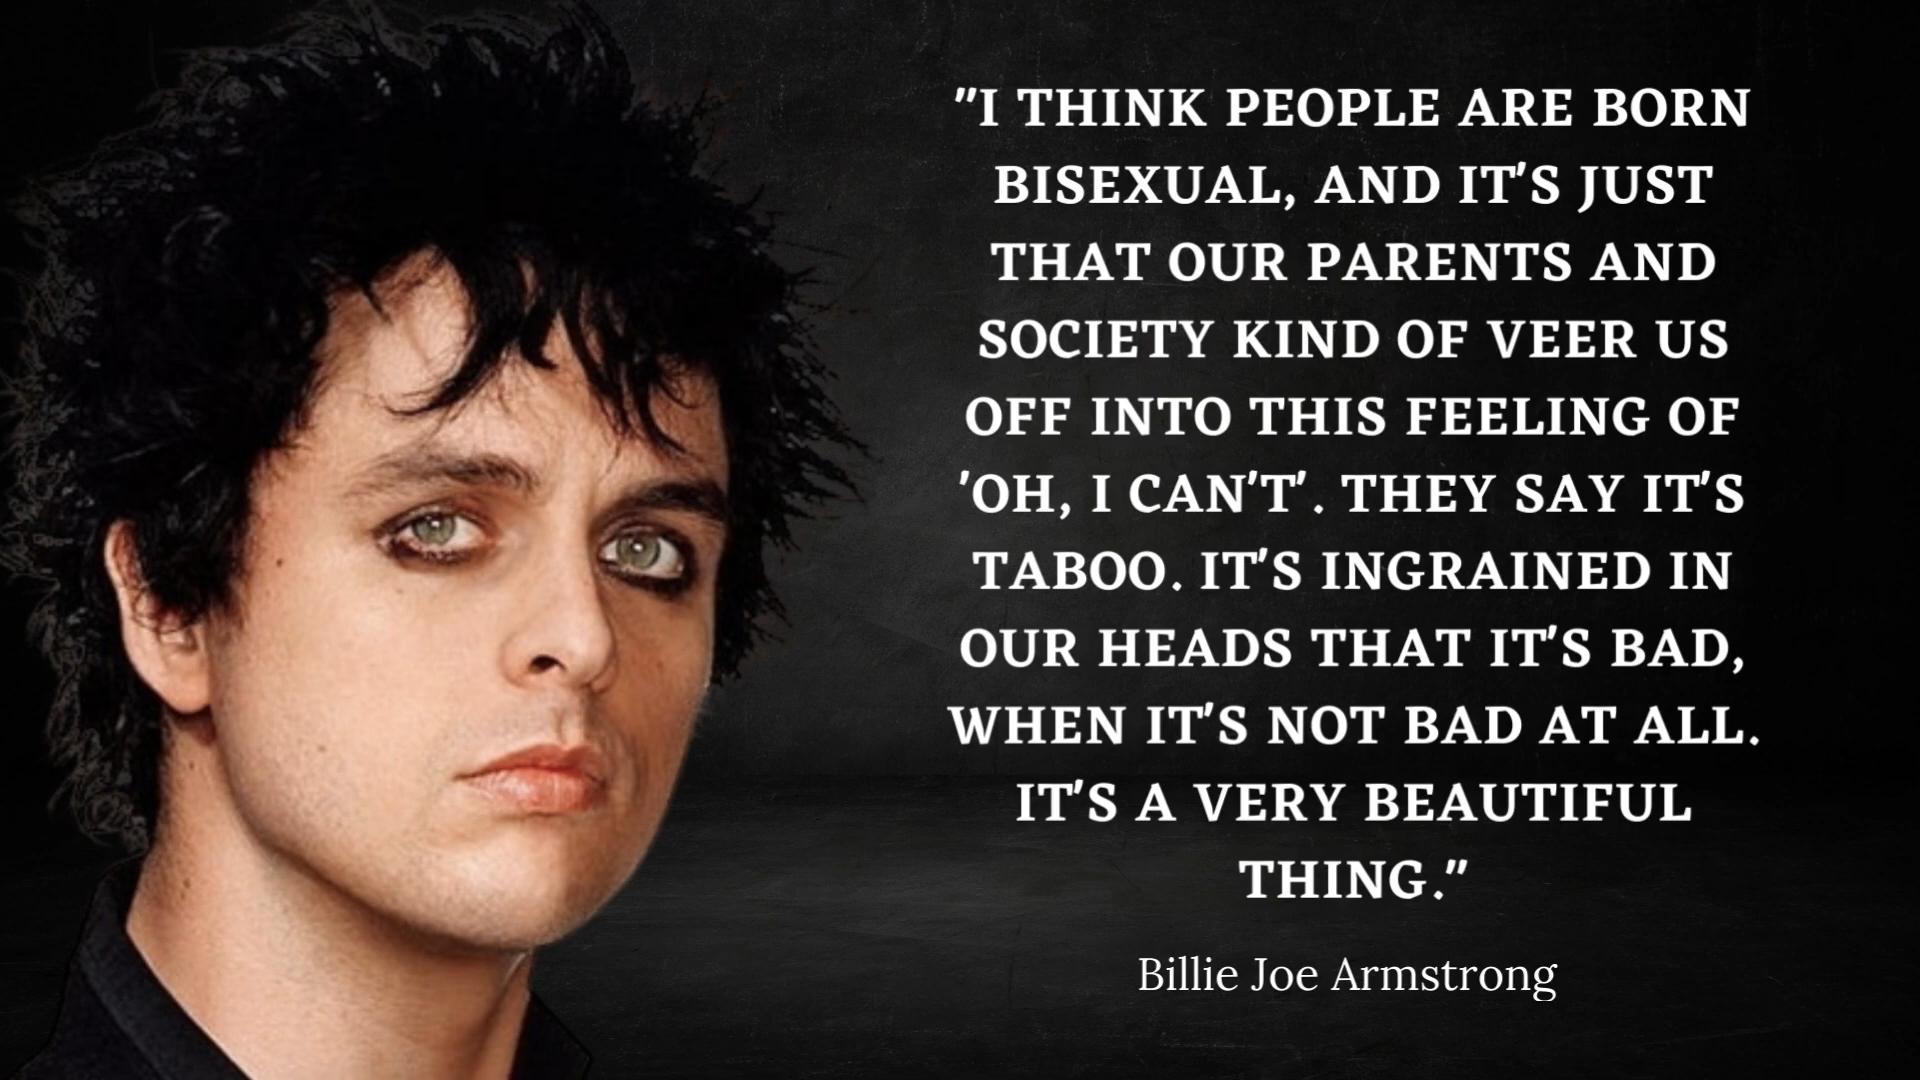 "I THINK PEOPLE ARE BORN
BISEXUAL, AND IT'S JUST
THAT OUR PARENTS AND
SOCIETY KIND OF VEER US
OFF INTO THIS FEELING OF
'OH, I CAN'T'. THEY SAY IT'S
TABOO. IT'S INGRAINED IN
OUR HEADS THAT IT'S BAD,
WHEN IT'S NOT BAD AT ALL.
IT'S A VERY BEAUTIFUL
THING."
Billie Joe Armstrong